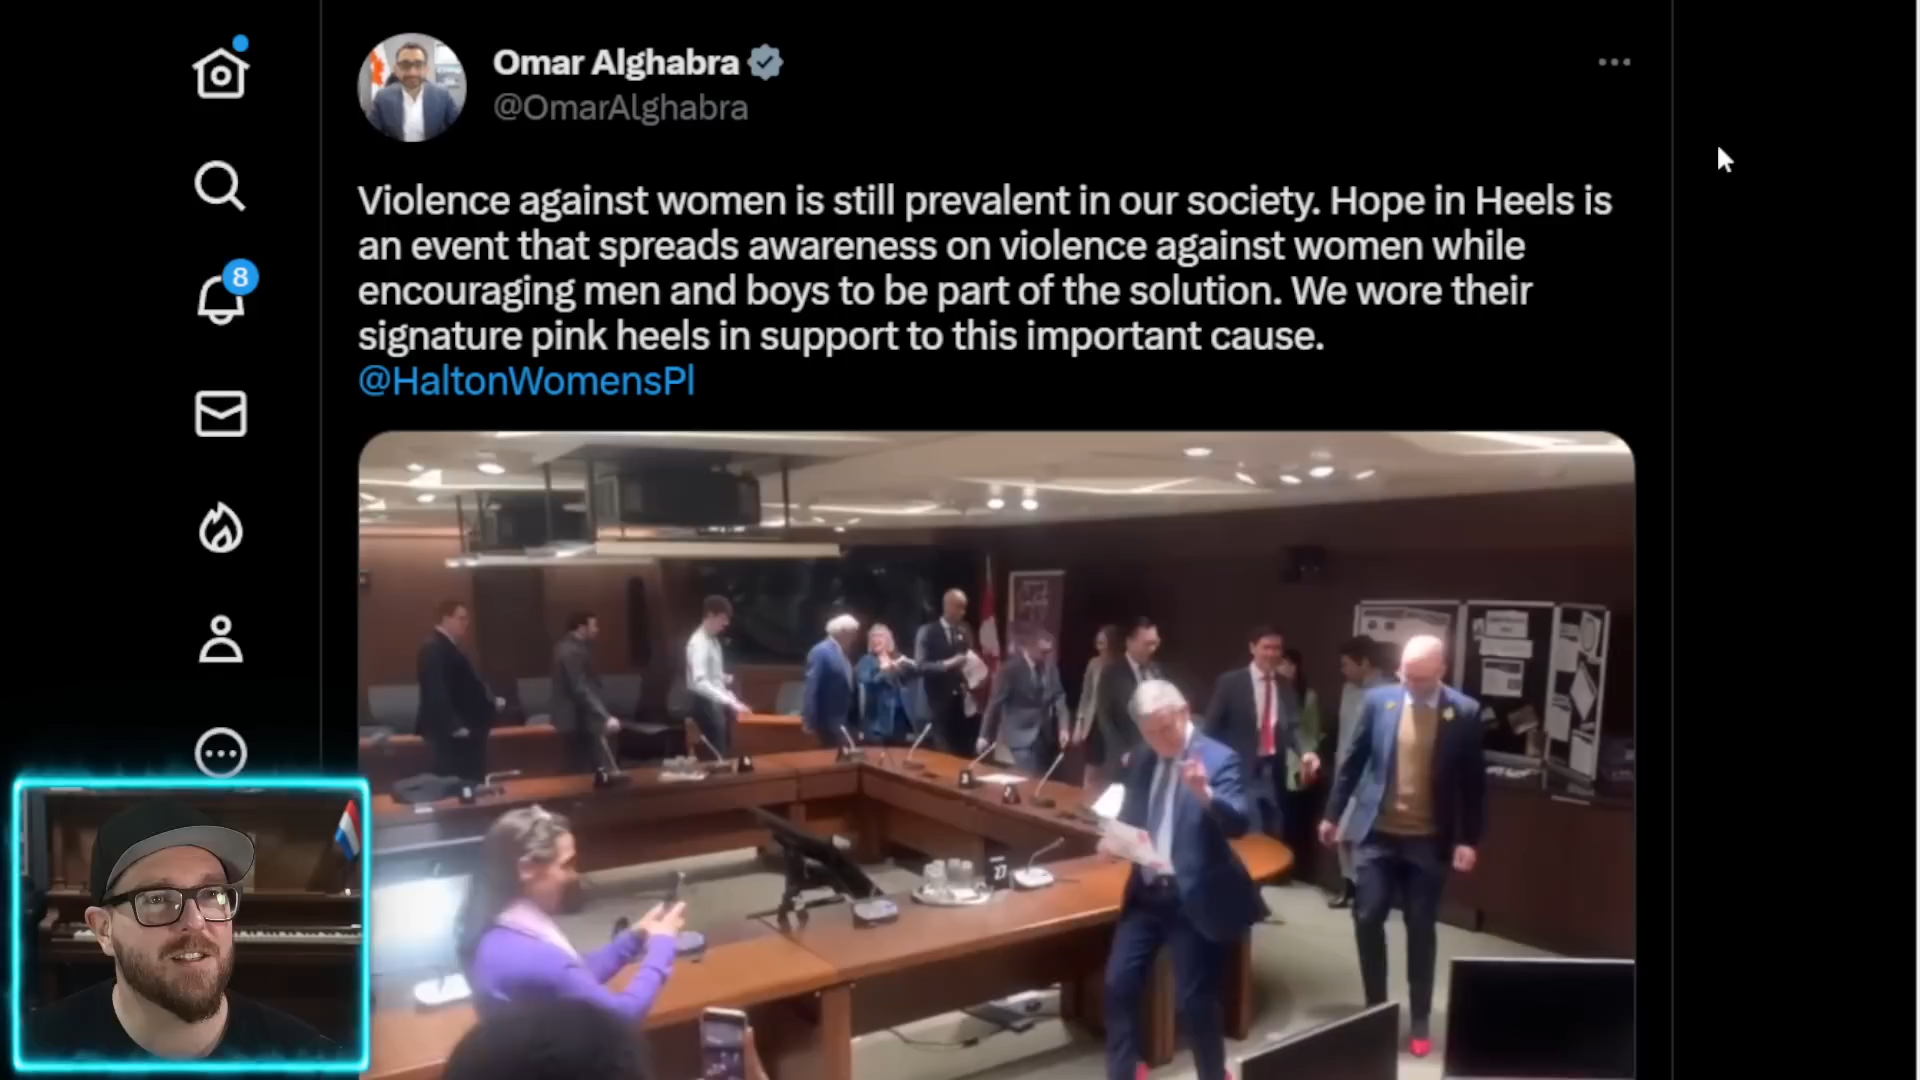 Omar Alghabra
@OmarAlghabra
8
Violence against women is still prevalent in our society. Hope in Heels is
an event that spreads awareness on violence against women while
encouraging men and boys to be part of the solution. We wore their
signature pink heels in support to this important cause.
@HaltonWomensPl
27